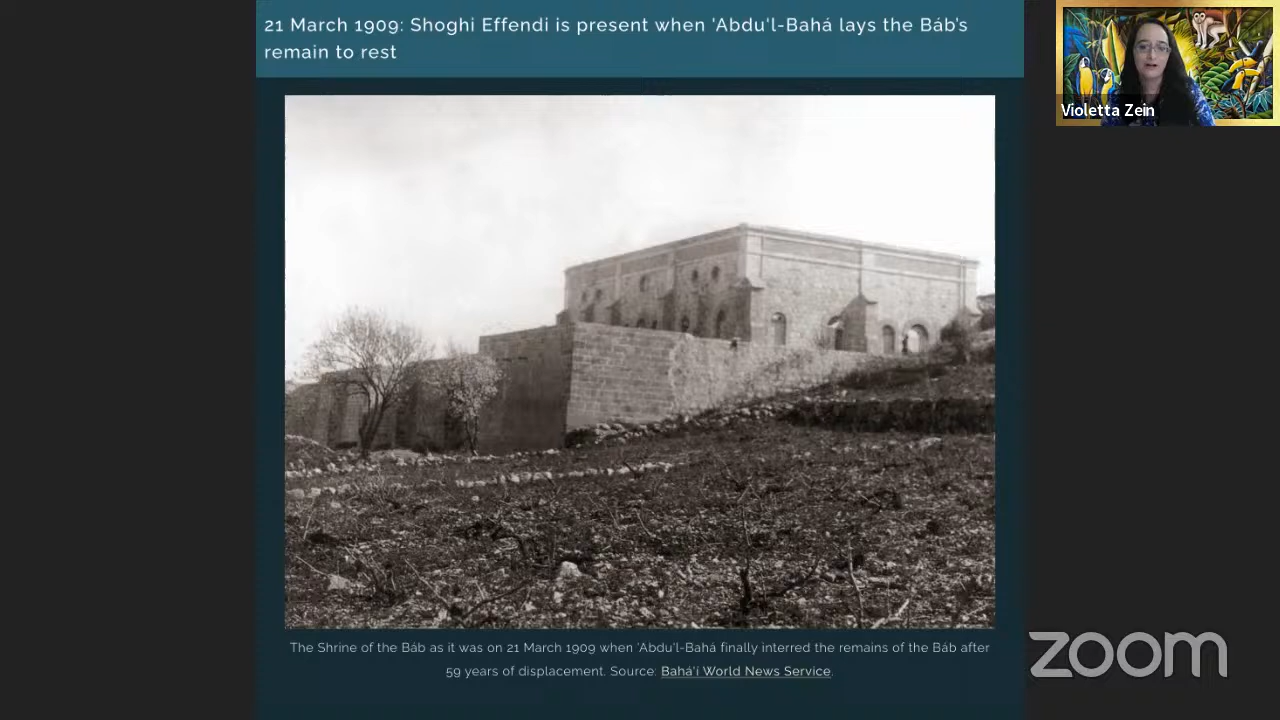 21 March 1909: Shoghi Effendi is present when 'Abdu'l-Bahá lays the Báb's
remain to rest
Violetta Zein
The Shrine of the Báb as it was on 21 March 1909 when 'Abdu'l-Bahá finally interred the remains of the Báb after
59 years of displacement. Source: Bahá'í World News Service.
zoom